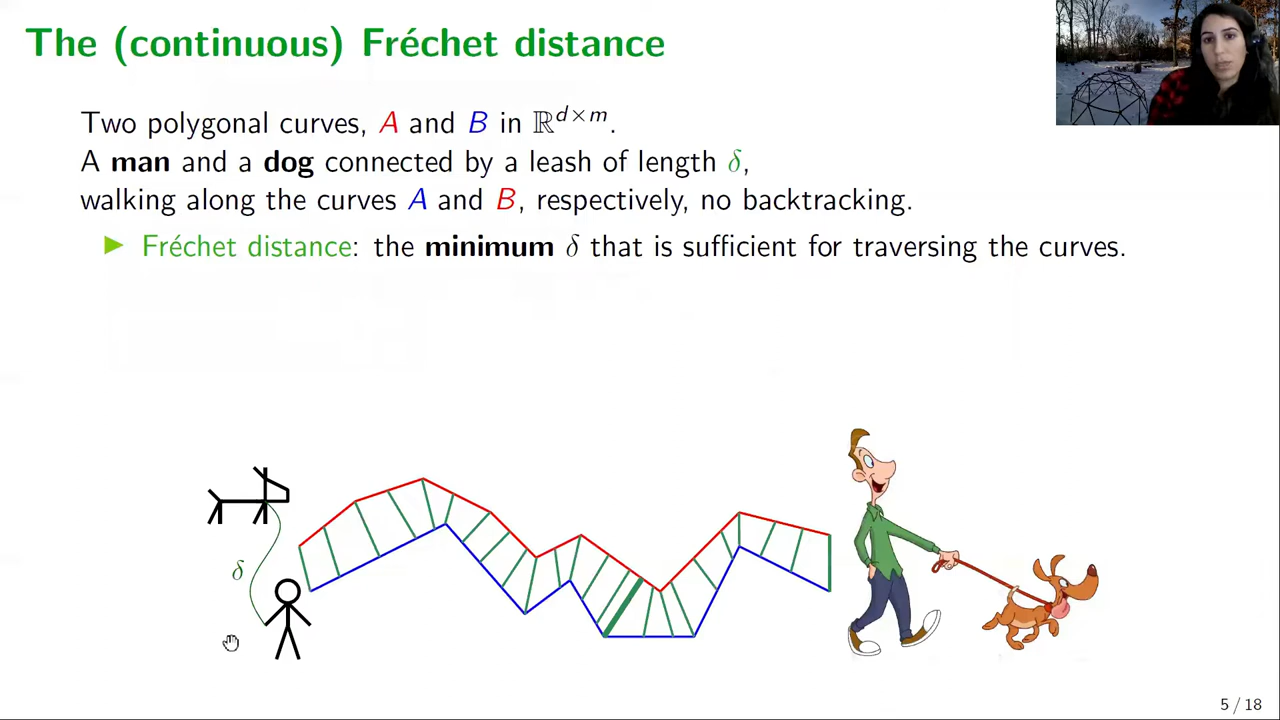 The (continuous) Fréchet distance
Two polygonal curves, A and B in ℝ^{d×m}.
A man and a dog connected by a leash of length δ,
walking along the curves A and B, respectively, no backtracking.
▶ Fréchet distance: the minimum δ that is sufficient for traversing the curves.
δ
5 / 18